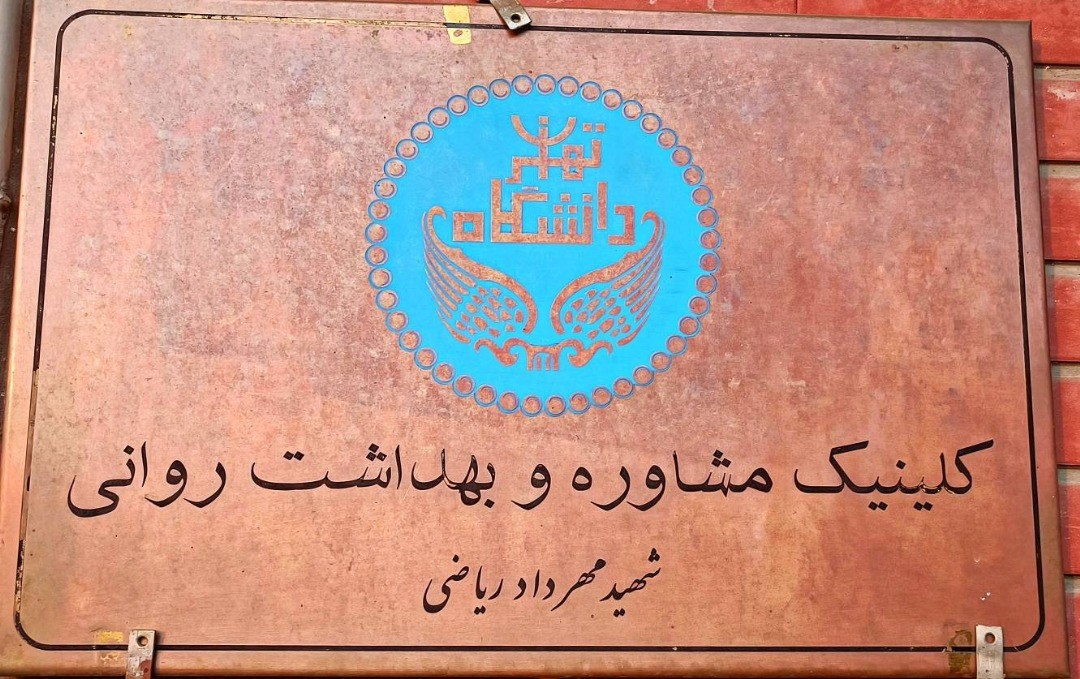 دانشگاه
تهران
کلینیک مشاوره و بهداشت روانی
شهید مهرداد ریاضی